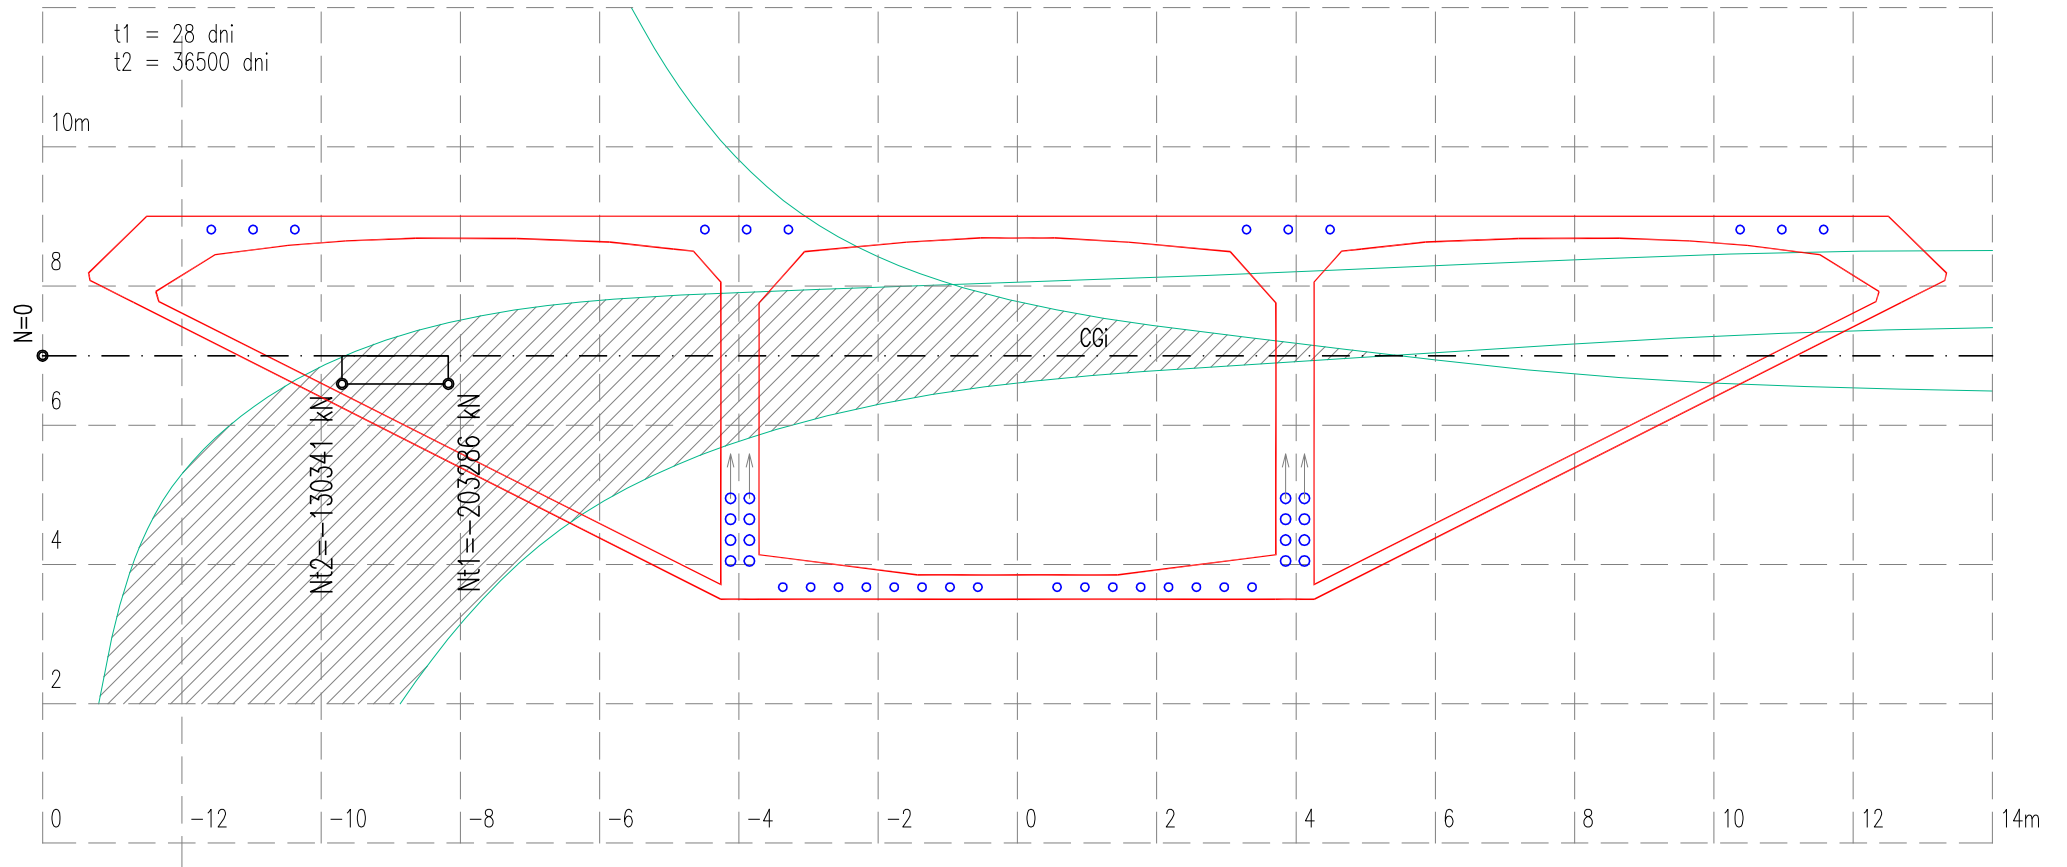 t1 = 28 dni
t2 = 36500 dni
10m
8
N=0
CGi
6
Nt2=-130341 kN
Nt1=-203286 kN
4
2
0 -12 -10 -8 -6 -4 -2 0 2 4 6 8 10 12 14m